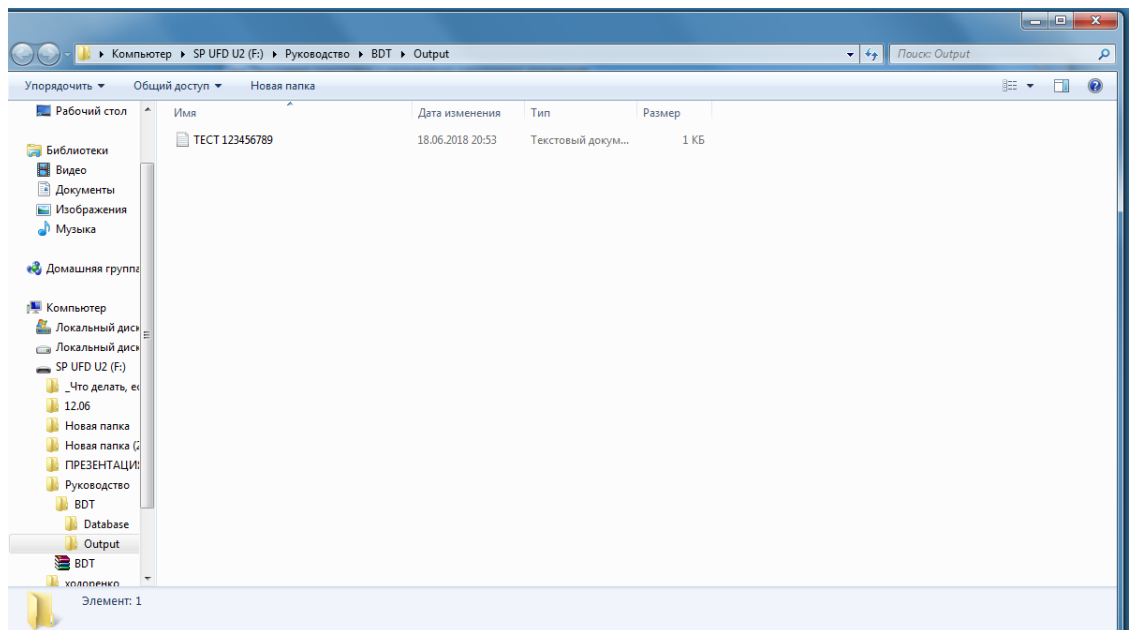 Компьютер ▸ SP UFD U2 (F:) ▸ Руководство ▸ BDT ▸ Output
Поиск: Output
Упорядочить Общий доступ Новая папка
Имя Дата изменения Тип Размер
ТЕСТ 123456789 18.06.2018 20:53 Текстовый докум... 1 КБ
Рабочий стол
Библиотеки
Видео
Документы
Изображения
Музыка
Домашняя группа
Компьютер
Локальный диск
Локальный диск
SP UFD U2 (F:)
_Что делать, ес
12.06
Новая папка
Новая папка (2
ПРЕЗЕНТАЦИЯ
Руководство
BDT
Database
Output
BDT
холоренко
Элемент: 1